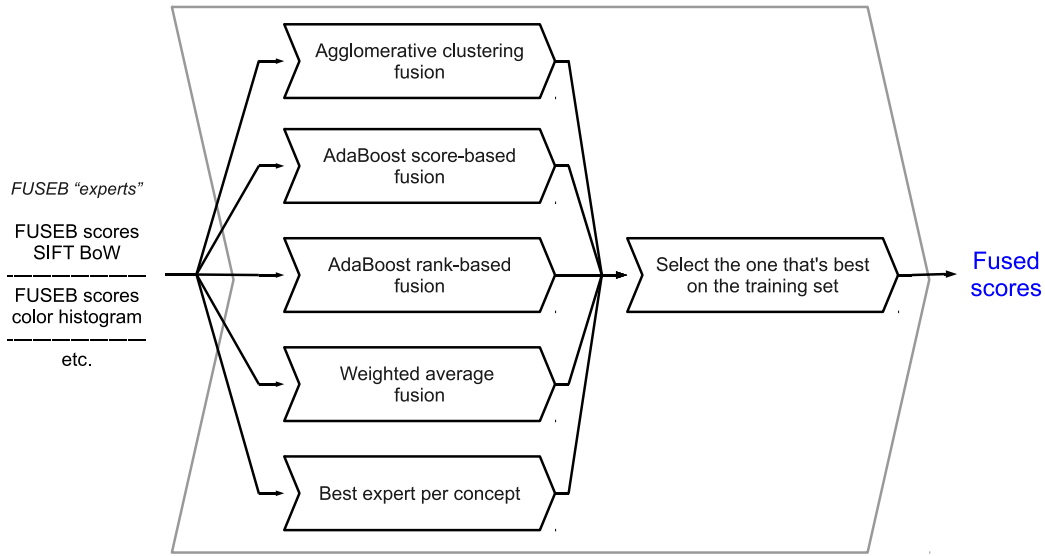 FUSEB “experts”
FUSEB scores
SIFT BoW
FUSEB scores
color histogram
etc.
Agglomerative clustering
fusion
AdaBoost score-based
fusion
AdaBoost rank-based
fusion
Weighted average
fusion
Best expert per concept
Select the one that's best
on the training set
Fused
scores